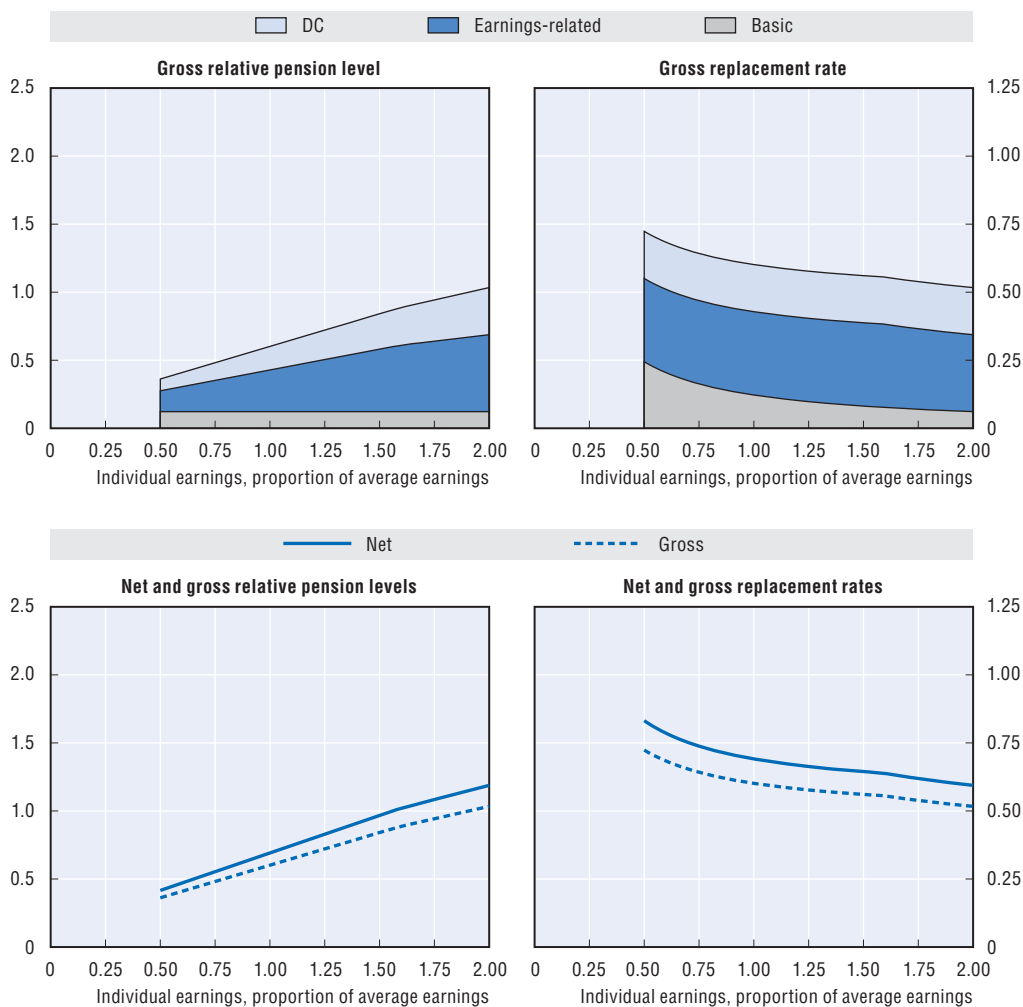 DC Earnings-related Basic
Gross relative pension level
2.5
2.0
1.5
1.0
0.5
0
0 0.25 0.50 0.75 1.00 1.25 1.50 1.75 2.00
Individual earnings, proportion of average earnings
Gross replacement rate
1.25
1.00
0.75
0.50
0.25
0
0 0.25 0.50 0.75 1.00 1.25 1.50 1.75 2.00
Individual earnings, proportion of average earnings
Net Gross
Net and gross relative pension levels
2.5
2.0
1.5
1.0
0.5
0
0 0.25 0.50 0.75 1.00 1.25 1.50 1.75 2.00
Individual earnings, proportion of average earnings
Net and gross replacement rates
1.25
1.00
0.75
0.50
0.25
0
0 0.25 0.50 0.75 1.00 1.25 1.50 1.75 2.00
Individual earnings, proportion of average earnings